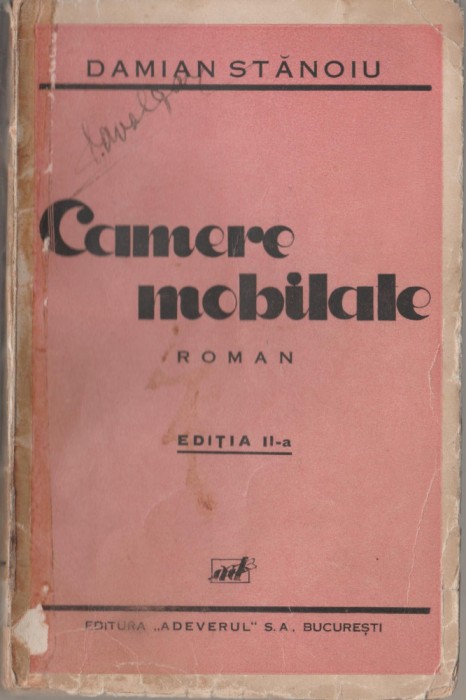 DAMIAN STĂNOIU
Camere
mobilate
ROMAN
EDIȚIA II-a
EDITURA „ADEVERUL" S.A. BUCUREȘTI